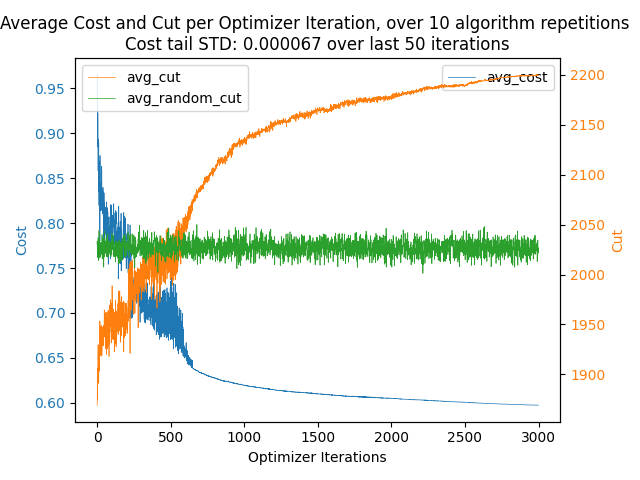 Average Cost and Cut per Optimizer Iteration, over 10 algorithm repetitions
Cost tail STD: 0.000067 over last 50 iterations
avg_cut
avg_random_cut
avg_cost
0.95
0.90
0.85
0.80
0.75
0.70
0.65
0.60
Cost
2200
2150
2100
2050
2000
1950
1900
Cut
0
500
1000
1500
2000
2500
3000
Optimizer Iterations